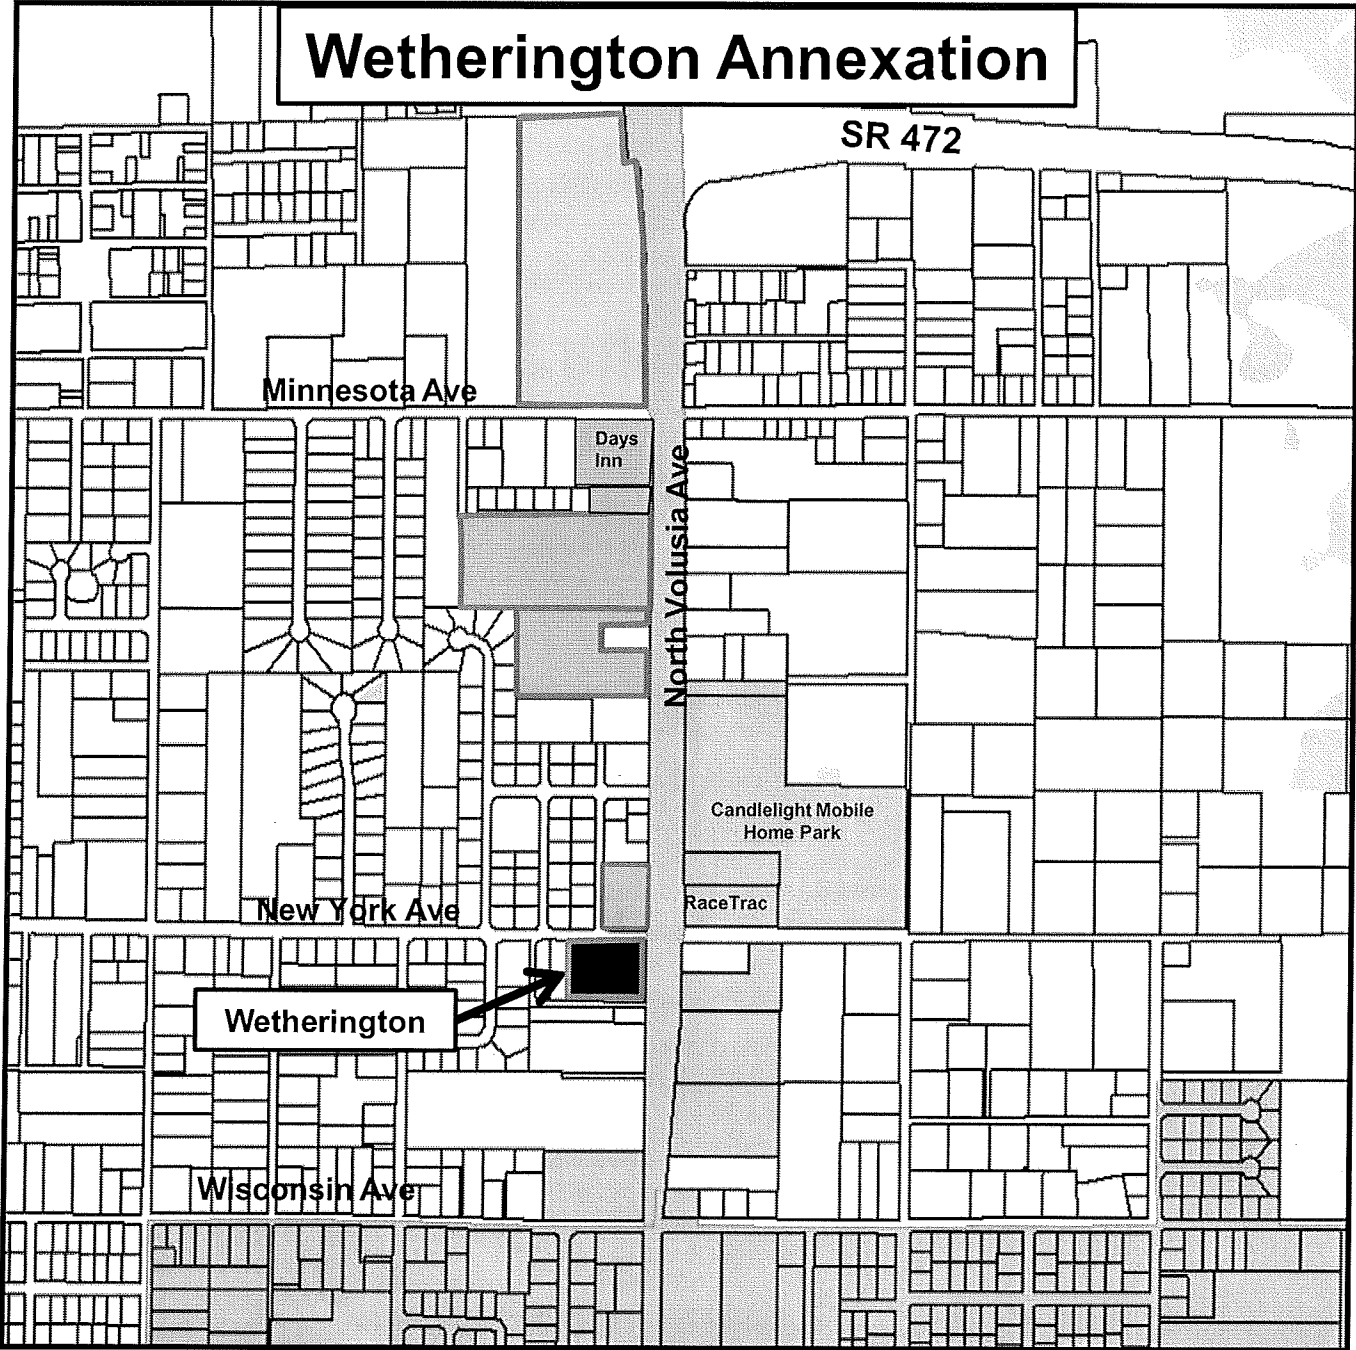 Wetherington Annexation
SR 472
Minnesota Ave
Days
Inn
North Volusia Ave
Candlelight Mobile
Home Park
RaceTrac
New York Ave
Wetherington
Wisconsin Ave